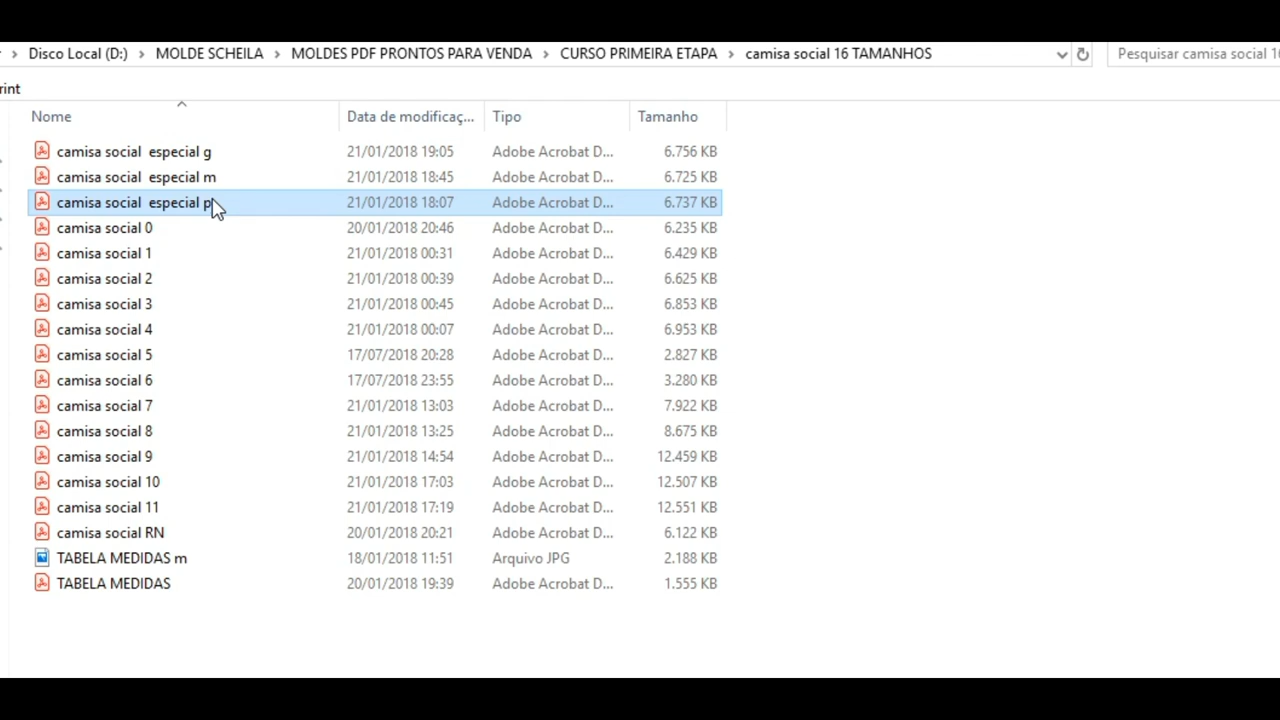 Disco Local (D:) > MOLDE SCHEILA > MOLDES PDF PRONTOS PARA VENDA > CURSO PRIMEIRA ETAPA > camisa social 16 TAMANHOS Pesquisar camisa social 16
rint
Nome Data de modificaç... Tipo Tamanho
camisa social especial g 21/01/2018 19:05 Adobe Acrobat D... 6.756 KB
camisa social especial m 21/01/2018 18:45 Adobe Acrobat D... 6.725 KB
camisa social especial p 21/01/2018 18:07 Adobe Acrobat D... 6.737 KB
camisa social 0 20/01/2018 20:46 Adobe Acrobat D... 6.235 KB
camisa social 1 21/01/2018 00:31 Adobe Acrobat D... 6.429 KB
camisa social 2 21/01/2018 00:39 Adobe Acrobat D... 6.625 KB
camisa social 3 21/01/2018 00:45 Adobe Acrobat D... 6.853 KB
camisa social 4 21/01/2018 00:07 Adobe Acrobat D... 6.953 KB
camisa social 5 17/07/2018 20:28 Adobe Acrobat D... 2.827 KB
camisa social 6 17/07/2018 23:55 Adobe Acrobat D... 3.280 KB
camisa social 7 21/01/2018 13:03 Adobe Acrobat D... 7.922 KB
camisa social 8 21/01/2018 13:25 Adobe Acrobat D... 8.675 KB
camisa social 9 21/01/2018 14:54 Adobe Acrobat D... 12.459 KB
camisa social 10 21/01/2018 17:03 Adobe Acrobat D... 12.507 KB
camisa social 11 21/01/2018 17:19 Adobe Acrobat D... 12.551 KB
camisa social RN 20/01/2018 20:21 Adobe Acrobat D... 6.122 KB
TABELA MEDIDAS m 18/01/2018 11:51 Arquivo JPG 2.188 KB
TABELA MEDIDAS 20/01/2018 19:39 Adobe Acrobat D... 1.555 KB